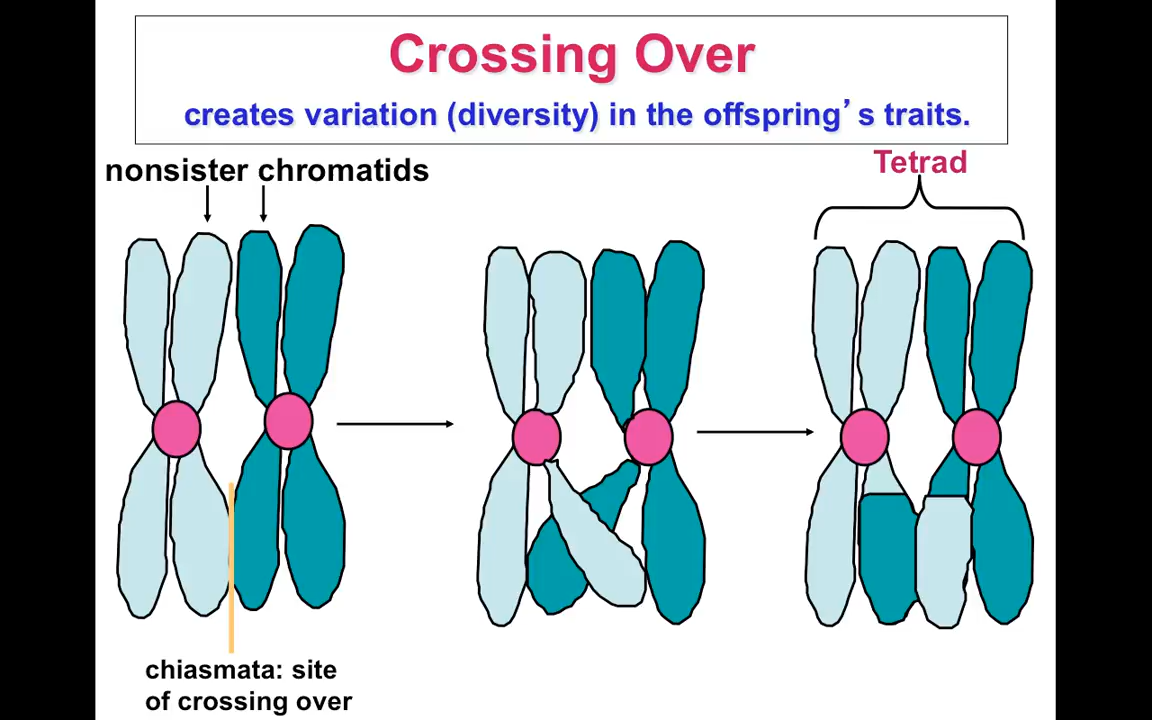 Crossing Over
creates variation (diversity) in the offspring’s traits.
nonsister chromatids
Tetrad
chiasmata: site
of crossing over